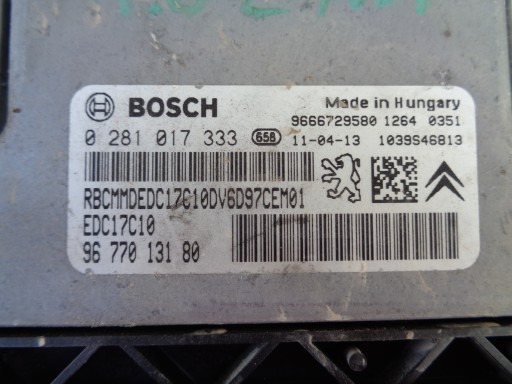 BOSCH
Made in Hungary
9666729580 1264 0351
0 281 017 333 658 11-04-13 1039S46813
RBCMMDEDC17C10DV6D97CEM01
EDC17C10
96 770 131 80